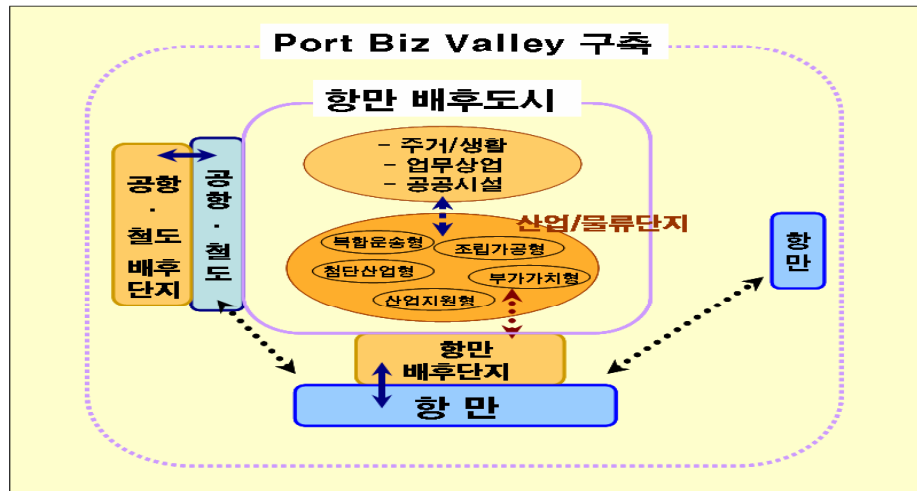 Port Biz Valley 구축
항만 배후도시
- 주거/생활
- 업무상업
- 공공시설
산업/물류단지
복합운송형
조립가공형
첨단산업형
부가가치형
산업지원형
공항
·
철도
배후
단지
공
항
·
철
도
항
만
항만
배후단지
항 만